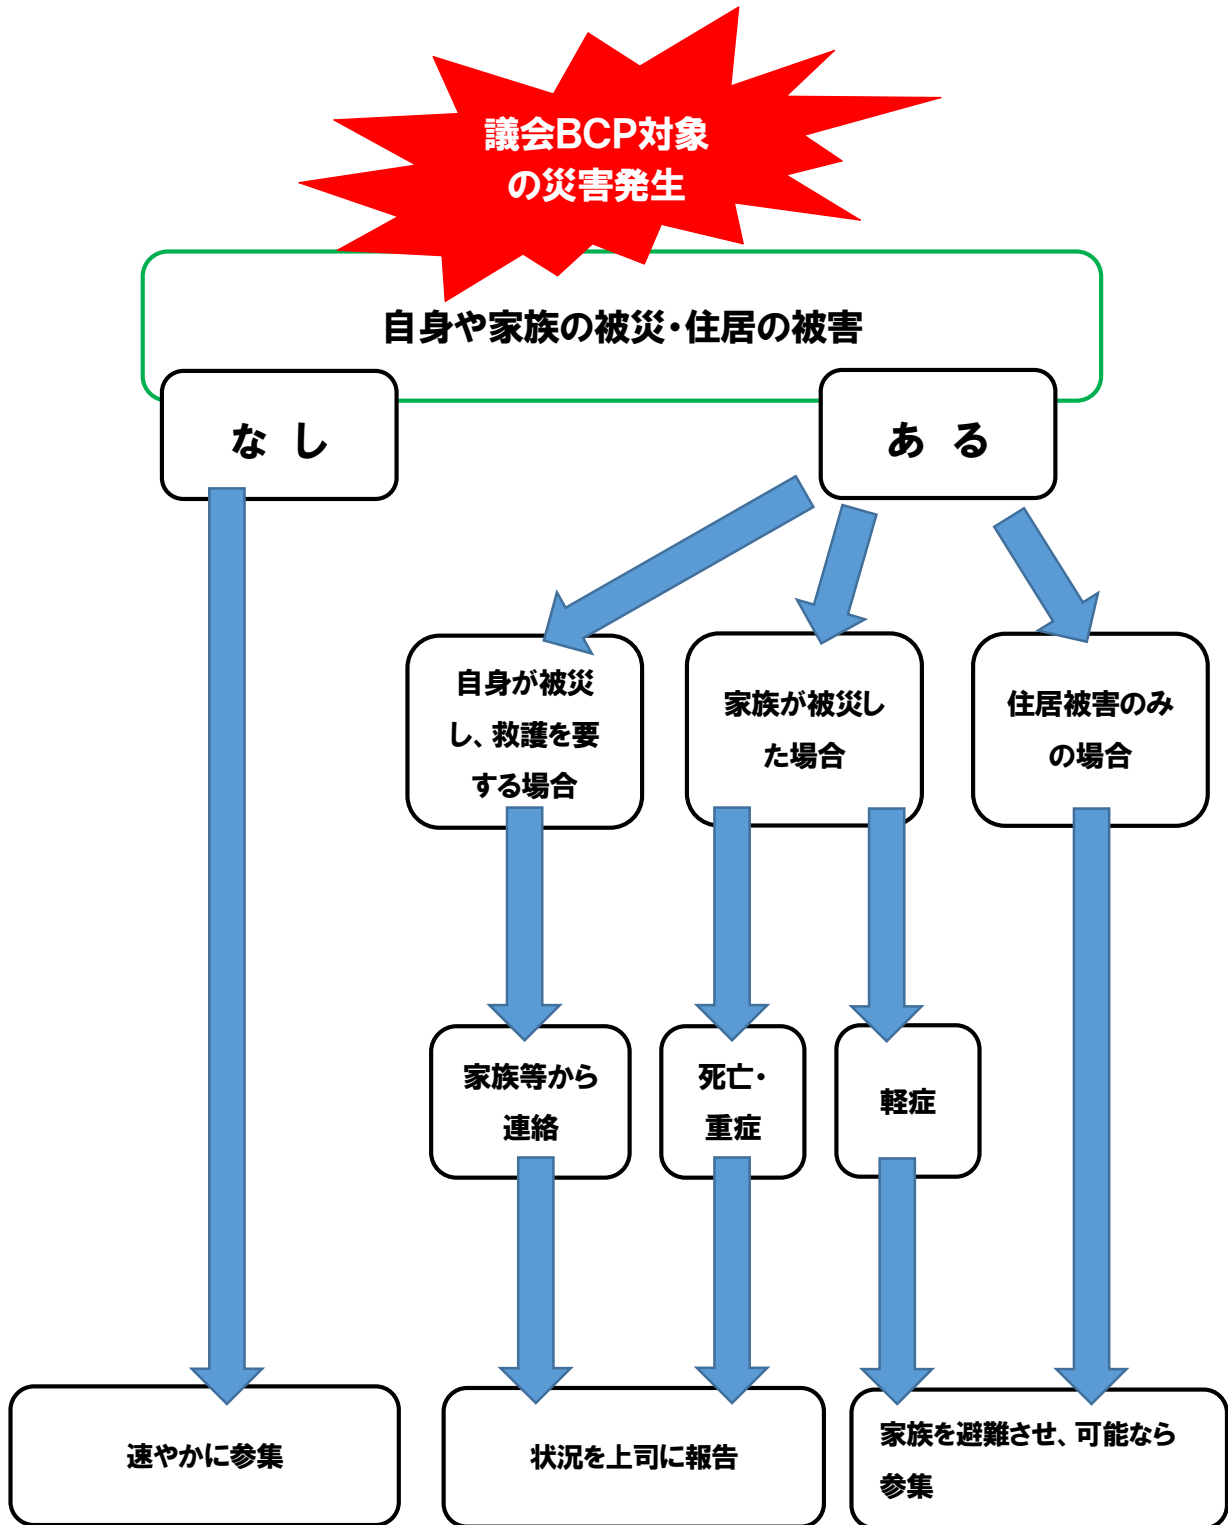 議会BCP対象
の災害発生
自身や家族の被災・住居の被害
なし
ある
自身が被災
し、救護を要
する場合
家族が被災し
た場合
住居被害のみ
の場合
家族等から
連絡
死亡・
重症
軽症
速やかに参集
状況を上司に報告
家族を避難させ、可能なら
参集